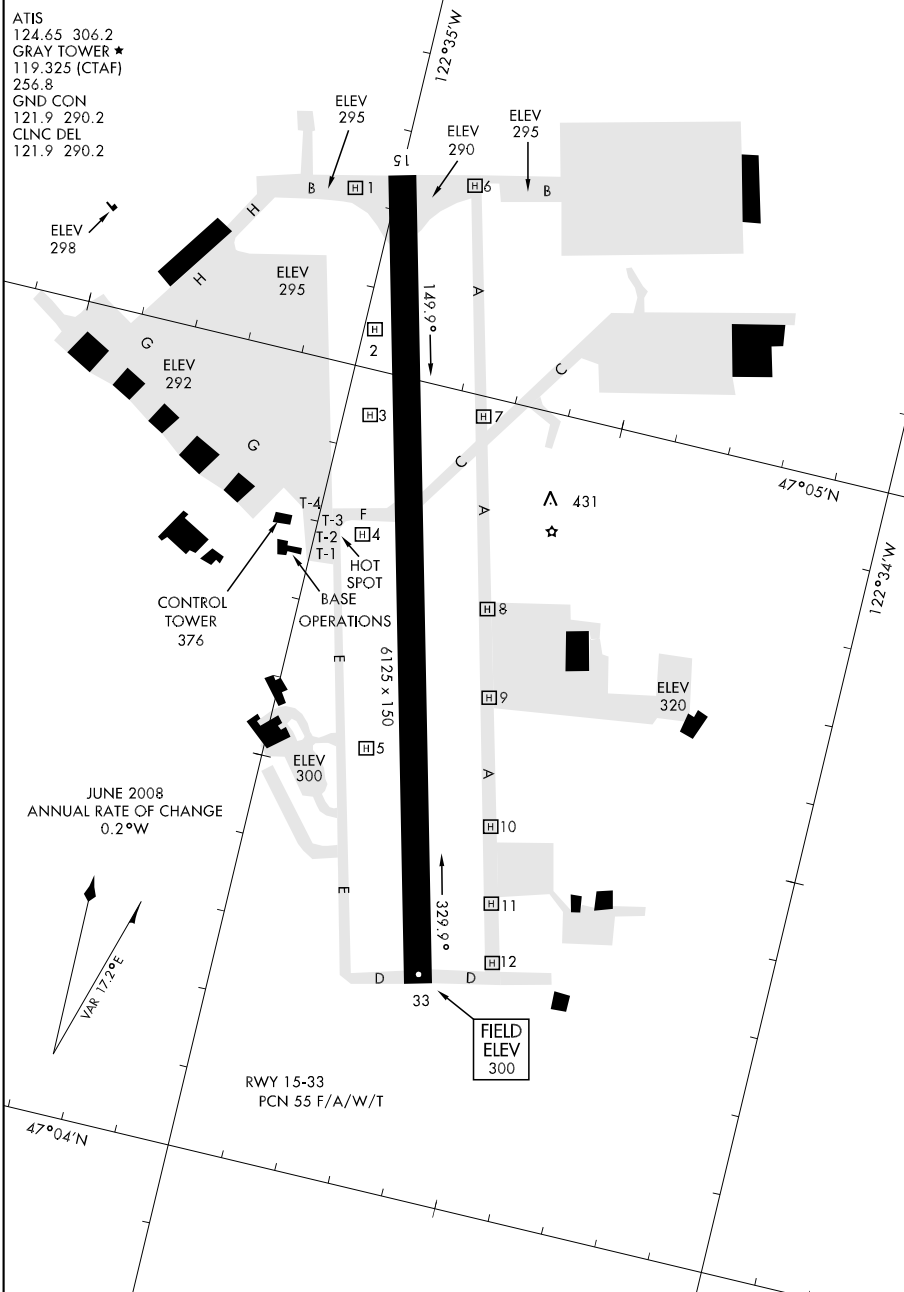 ATIS
124.65 306.2
GRAY TOWER ★
119.325 (CTAF)
256.8
GND CON
121.9 290.2
CLNC DEL
121.9 290.2
122°35'W
ELEV
295
ELEV
290
ELEV
295
15
B
H 1
H 6
B
ELEV
298
H
H
ELEV
295
A
149.9°
H
2
G
ELEV
292
C
H 3
H 7
G
C
47°05'N
T-4
T-3
T-2
T-1
F
H 4
A
431
HOT
SPOT
BASE
OPERATIONS
CONTROL
TOWER
376
122°34'W
H 8
E
6125 x 150
H 9
ELEV
320
H 5
ELEV
300
A
JUNE 2008
ANNUAL RATE OF CHANGE
0.2°W
H 10
E
329.9°
H 11
VAR 17.2°E
H 12
D
D
33
FIELD
ELEV
300
RWY 15-33
PCN 55 F/A/W/T
47°04'N